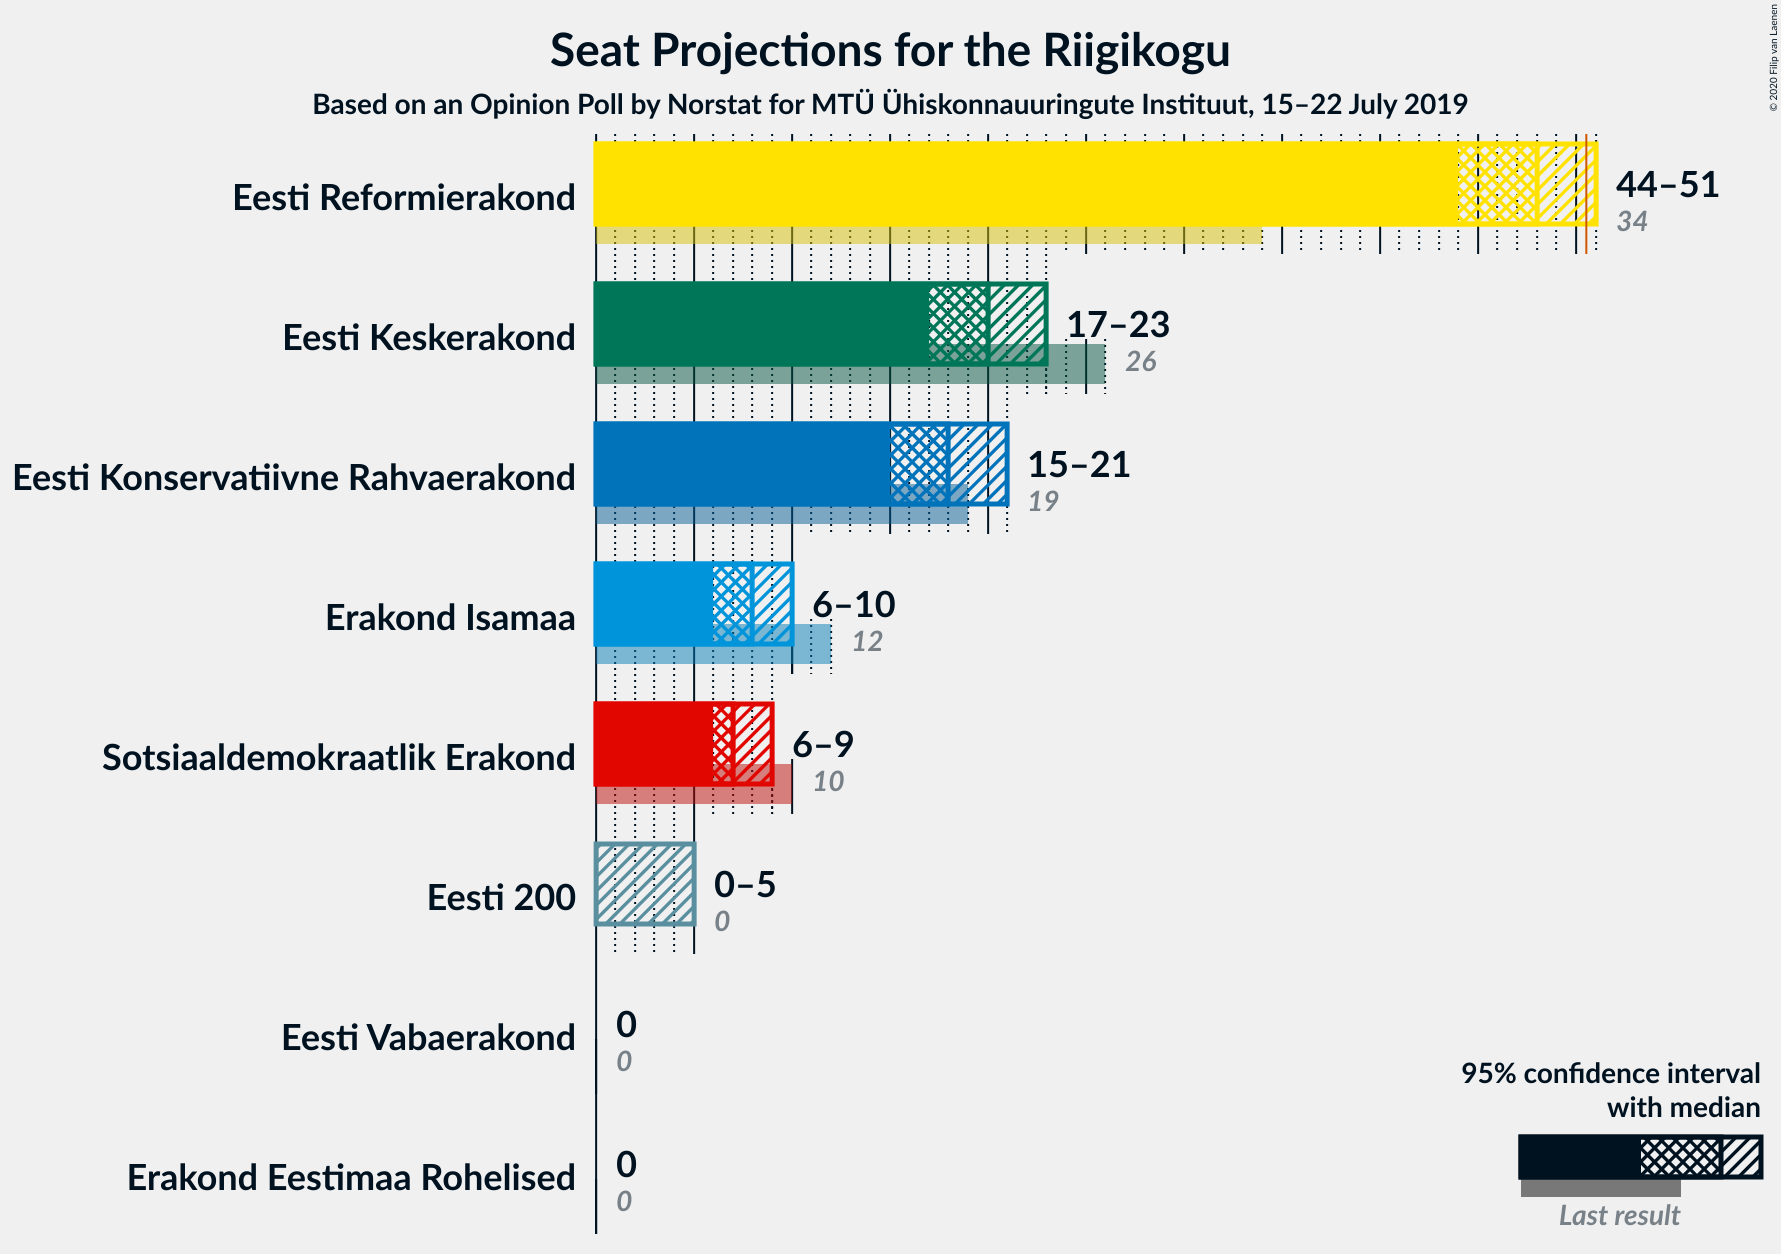 Seat Projections for the Riigikogu
Based on an Opinion Poll by Norstat for MTÜ Ühiskonnauuringute Instituut, 15–22 July 2019
© 2020 Filip van Laenen
Eesti Reformierakond
44–51
34
Eesti Keskerakond
17–23
26
Eesti Konservatiivne Rahvaerakond
15–21
19
Erakond Isamaa
6–10
12
Sotsiaaldemokraatlik Erakond
6–9
10
Eesti 200
0–5
0
Eesti Vabaerakond
0
0
Erakond Eestimaa Rohelised
0
0
95% confidence interval
with median
Last result